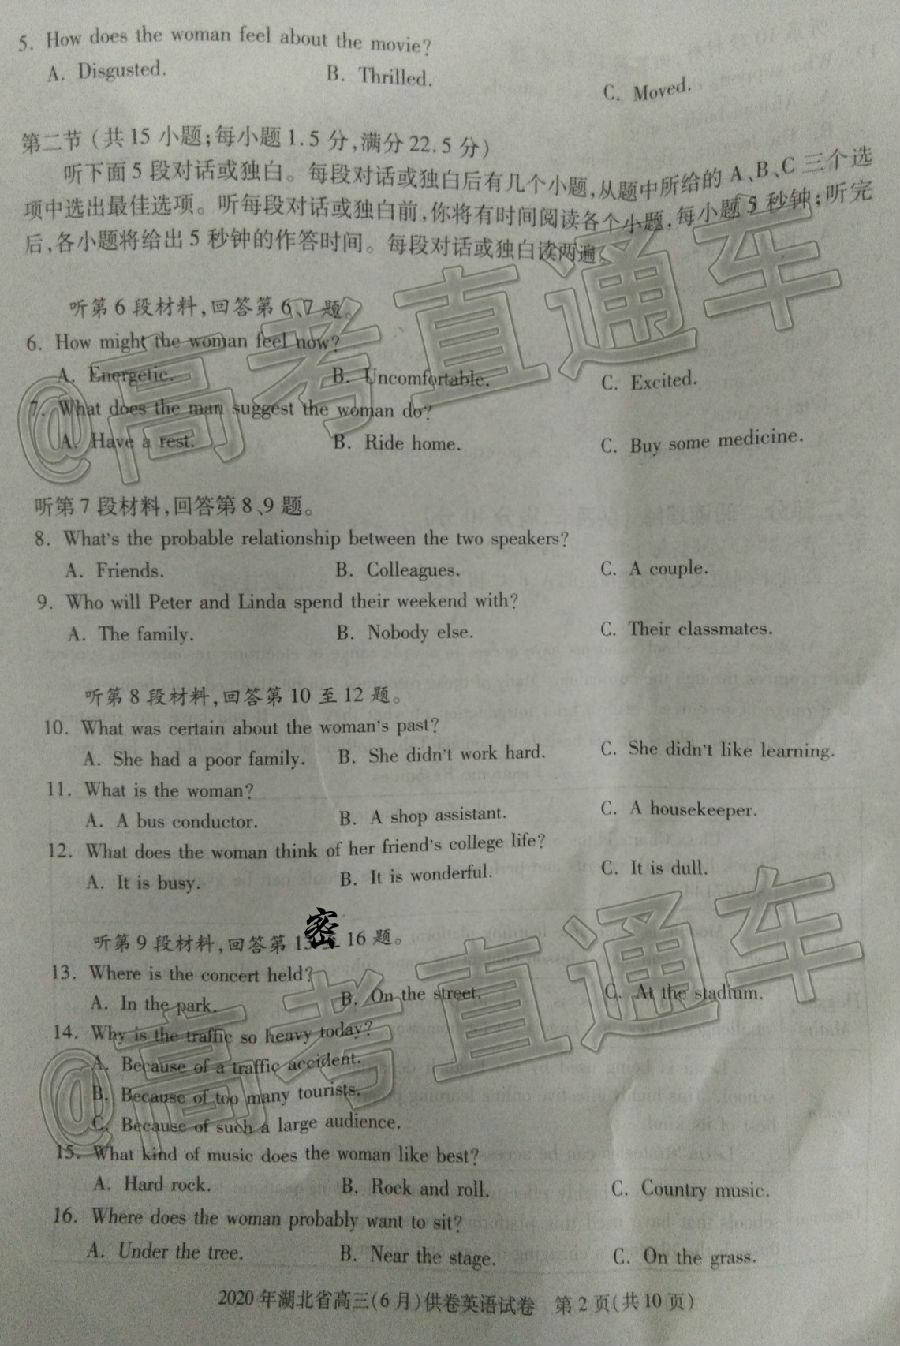 5. How does the woman feel about the movie?
A. Disgusted. B. Thrilled. C. Moved.
第二节(共15小题;每小题1.5分,满分22.5分)
听下面5段对话或独白。每段对话或独白后有几个小题,从题中所给的A、B、C三个选
项中选出最佳选项。听每段对话或独白前,你将有时间阅读各个小题,每小题5秒钟;听完
后,各小题将给出5秒钟的作答时间。每段对话或独白读两遍。
听第6段材料,回答第6、7题。
6. How might the woman feel now?
A. Energetic. B. Uncomfortable. C. Excited.
7. What does the man suggest the woman do?
A. Have a rest. B. Ride home. C. Buy some medicine.
@高考直通车
听第7段材料,回答第8、9题。
8. What's the probable relationship between the two speakers?
A. Friends. B. Colleagues. C. A couple.
9. Who will Peter and Linda spend their weekend with?
A. The family. B. Nobody else. C. Their classmates.
听第8段材料,回答第10至12题。
10. What was certain about the woman's past?
A. She had a poor family. B. She didn't work hard. C. She didn't like learning.
11. What is the woman?
A. A bus conductor. B. A shop assistant. C. A housekeeper.
12. What does the woman think of her friend's college life?
A. It is busy. B. It is wonderful. C. It is dull.
听第9段材料,回答第13密16题。
13. Where is the concert held?
A. In the park. B. On the street. C. At the stadium.
14. Why is the traffic so heavy today?
A. Because of a traffic accident.
B. Because of too many tourists.
C. Because of such a large audience.
@高考直通车
15. What kind of music does the woman like best?
A. Hard rock. B. Rock and roll. C. Country music.
16. Where does the woman probably want to sit?
A. Under the tree. B. Near the stage. C. On the grass.
2020年湖北省高三(6月)供卷英语试卷 第2页(共10页)